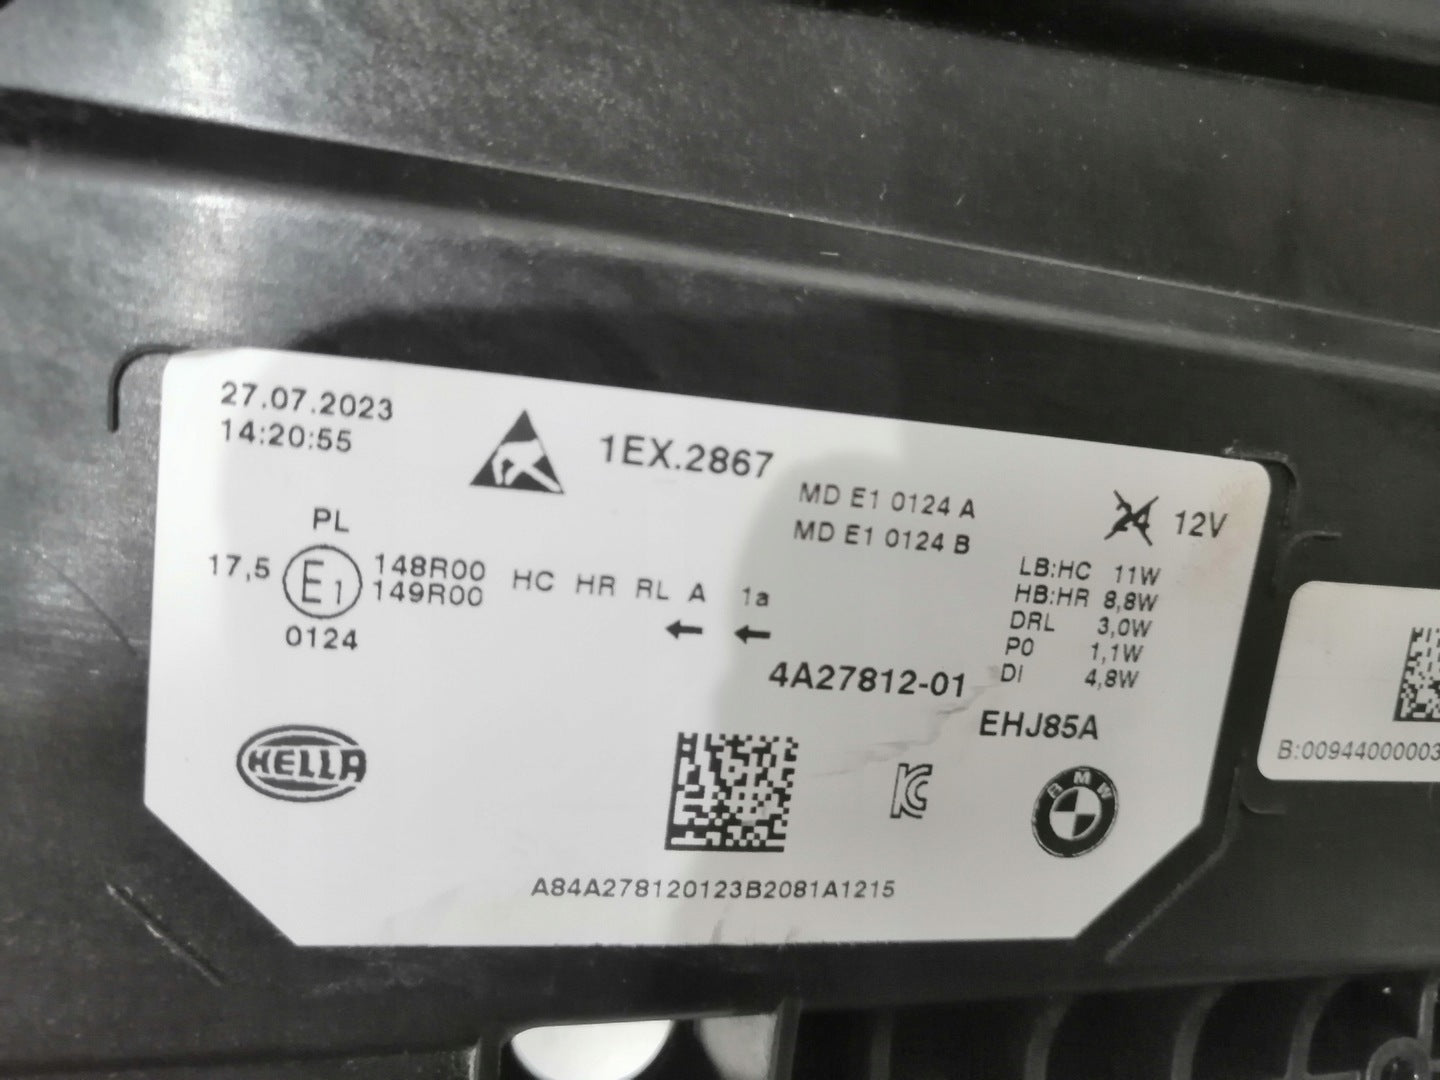 27.07.2023
14:20:55
1EX.2867
MD E1 0124 A
MD E1 0124 B
24 12V
PL
17,5 E1 148R00 HC HR RL A 1a
149R00
0124
LB:HC 11W
HB:HR 8,8W
DRL 3,0W
PO 1,1W
DI 4,8W
4A27812-01
EHJ85A
HELLA
BMW
A84A278120123B2081A1215
B:00944000003